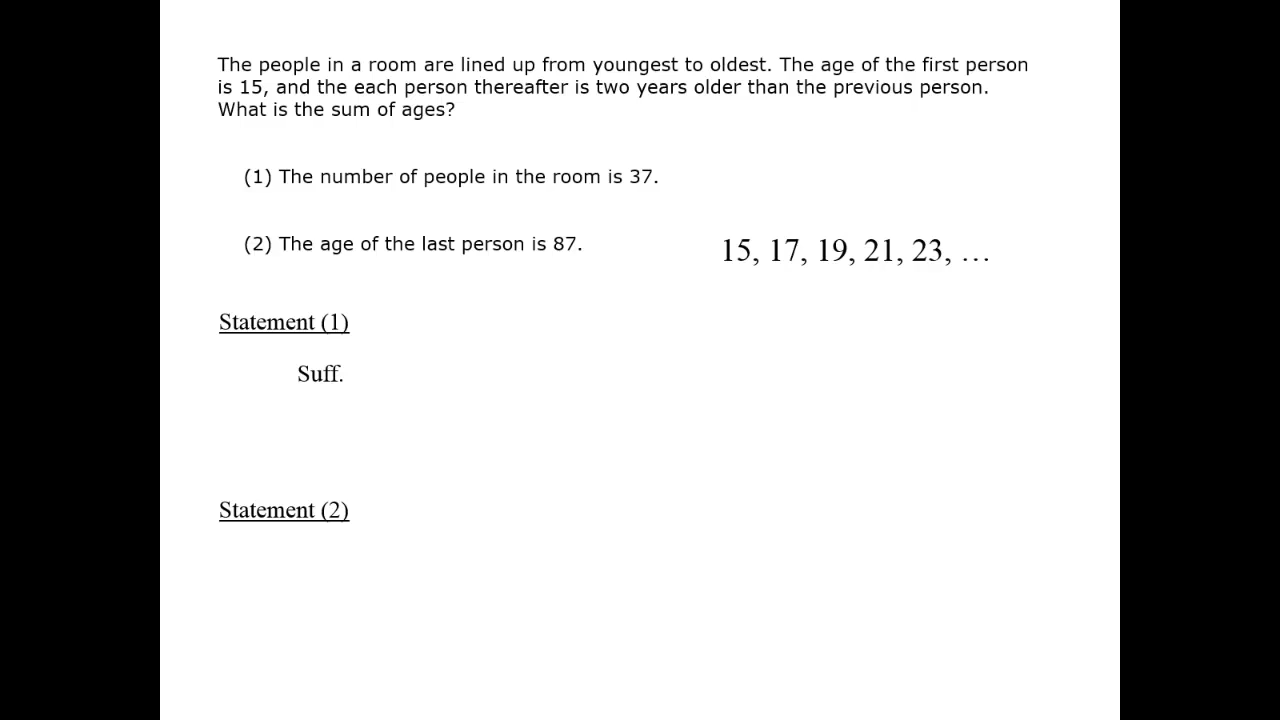 The people in a room are lined up from youngest to oldest. The age of the first person
is 15, and the each person thereafter is two years older than the previous person.
What is the sum of ages?
(1) The number of people in the room is 37.
(2) The age of the last person is 87.
15, 17, 19, 21, 23, …
Statement (1)
Suff.
Statement (2)